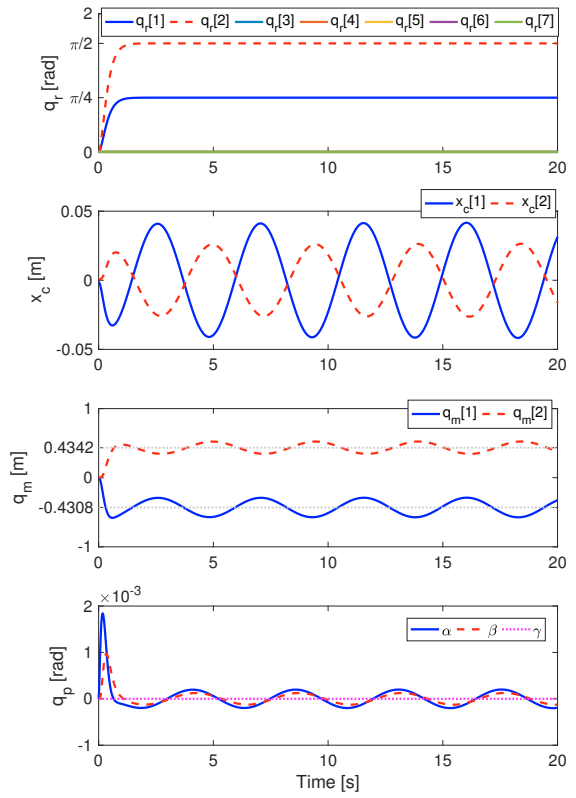 q_r[1] q_r[2] q_r[3] q_r[4] q_r[5] q_r[6] q_r[7]
2
π/2
π/4
0
q_r [rad]
0 5 10 15 20
x_c[1] x_c[2]
0.05
0
-0.05
x_c [m]
0 5 10 15 20
q_m[1] q_m[2]
1
0.4342
0
-0.4308
-1
q_m [m]
0 5 10 15 20
×10⁻³
α β γ
2
1
0
-1
q_p [rad]
0 5 10 15 20
Time [s]